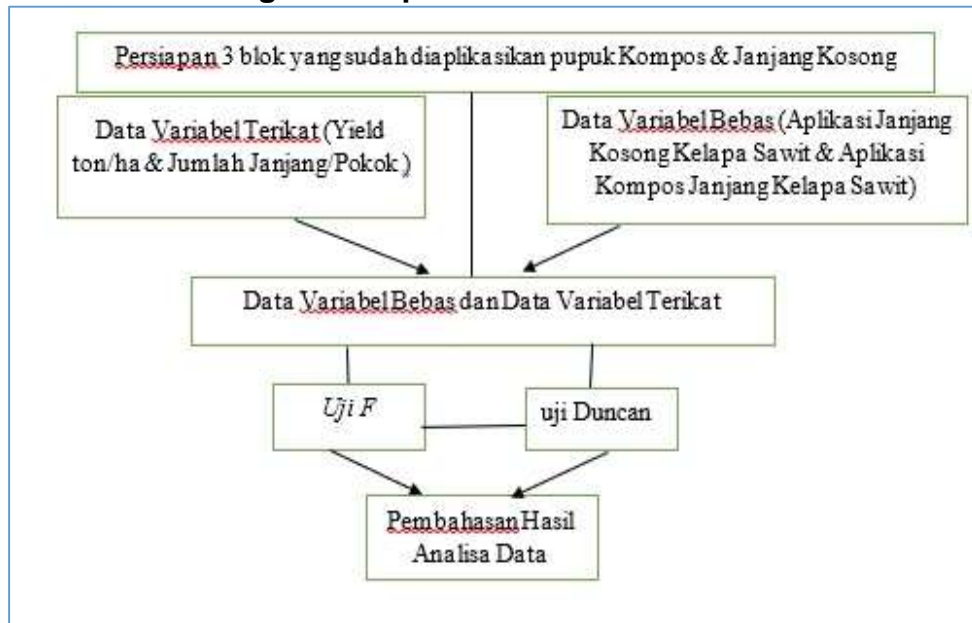 Persiapan 3 blok yang sudah diaplikasikan pupuk Kompos & Janjang Kosong
Data Variabel Terikat (Yield
ton/ha & Jumlah Janjang/Pokok )
Data Variabel Bebas (Aplikasi Janjang
Kosong Kelapa Sawit & Aplikasi
Kompos Janjang Kelapa Sawit)
Data Variabel Bebas dan Data Variabel Terikat
Uji F
uji Duncan
Pembahasan Hasil
Analisa Data